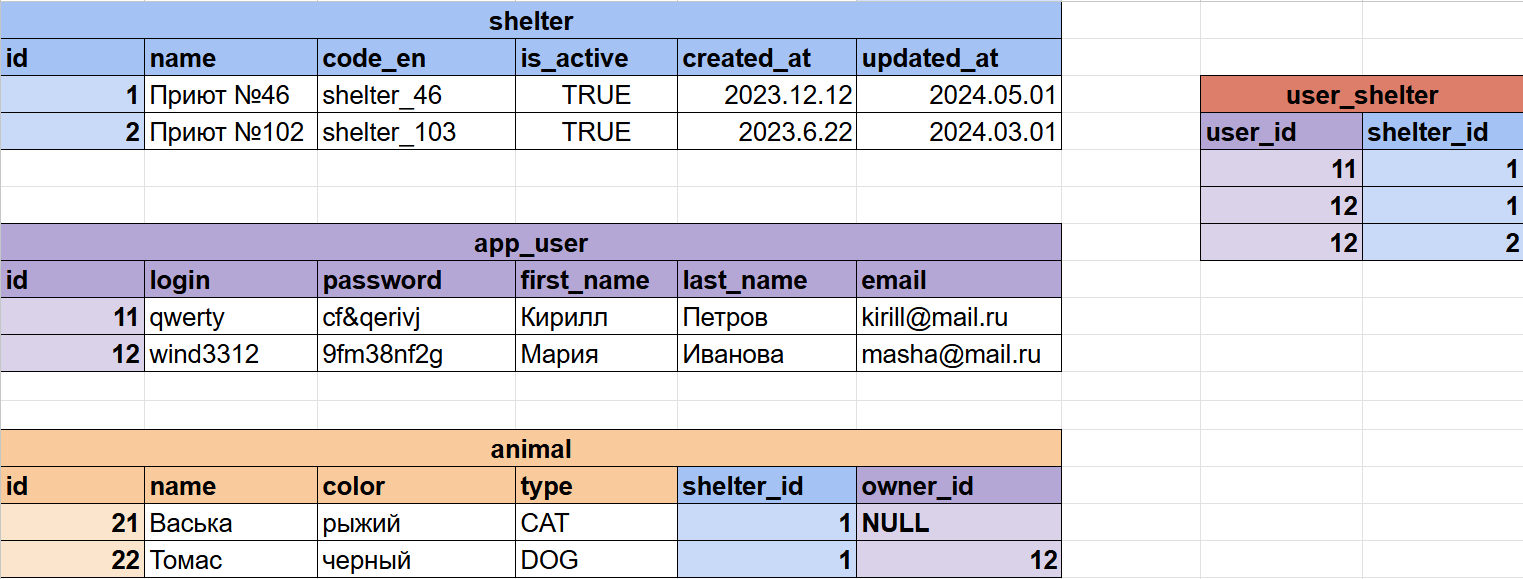 shelter
id name code_en is_active created_at updated_at
1 Приют №46 shelter_46 TRUE 2023.12.12 2024.05.01
2 Приют №102 shelter_103 TRUE 2023.6.22 2024.03.01
user_shelter
user_id shelter_id
11 1
12 1
12 2
app_user
id login password first_name last_name email
11 qwerty cf&qerivj Кирилл Петров kirill@mail.ru
12 wind3312 9fm38nf2g Мария Иванова masha@mail.ru
animal
id name color type shelter_id owner_id
21 Васька рыжий CAT 1 NULL
22 Томас черный DOG 1 12